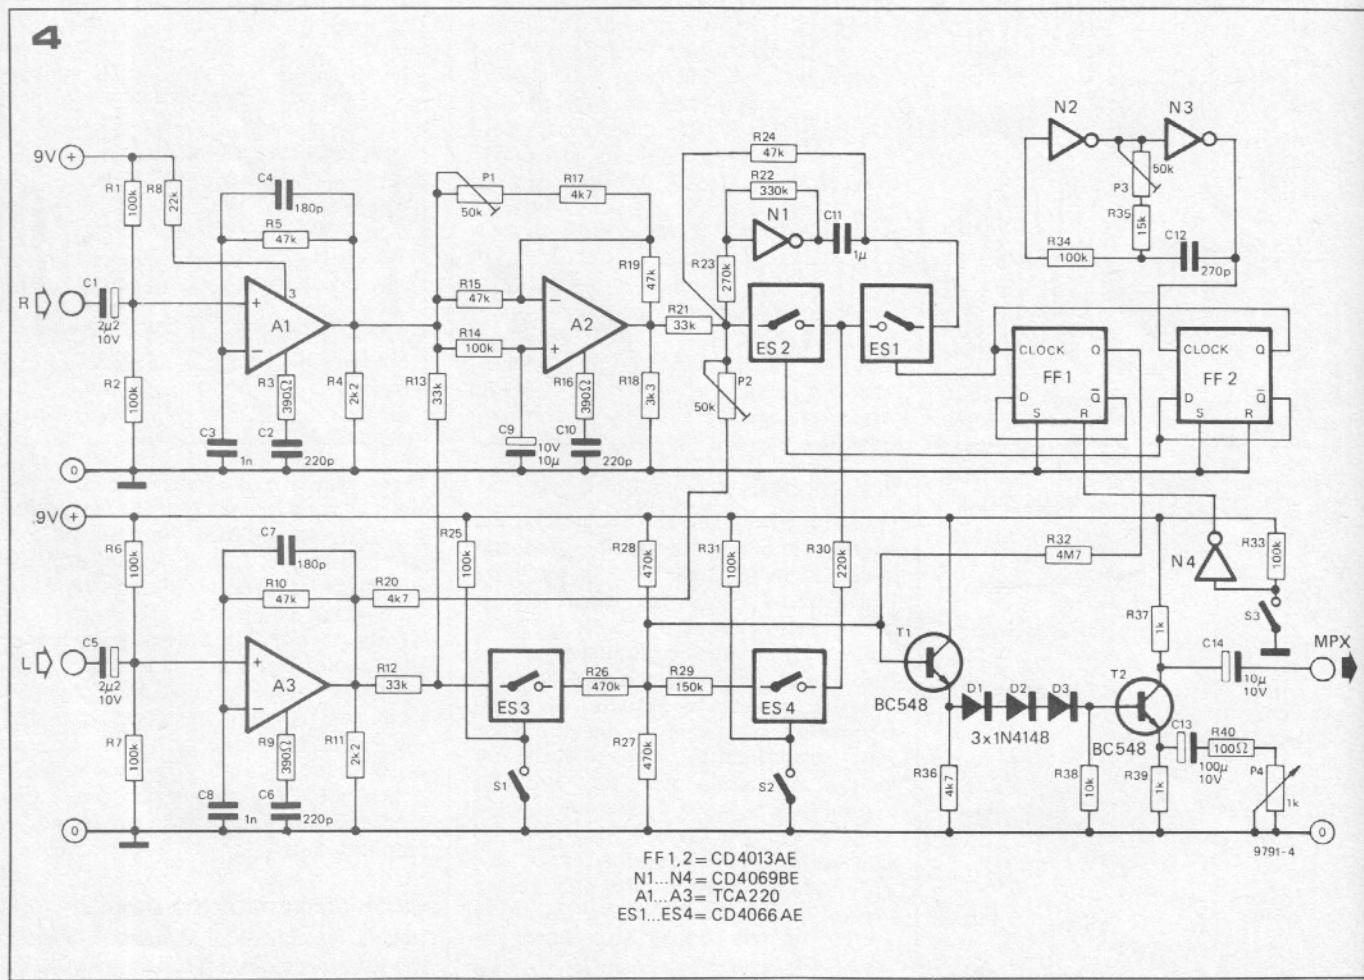 4
9V +
R1
100k
R8
22k
C4
180p
R5
47k
R
C1
2µ2
10V
+
3
A1
−
R2
100k
R3
390Ω
R4
2k2
C3
1n
C2
220p
0
P1
50k
R17
4k7
R15
47k
R14
100k
R13
33k
−
A2
+
R19
47k
R21
33k
R16
390Ω
R18
3k3
C9
10V
10µ
C10
220p
R24
47k
R22
330k
N1
C11
1µ
R23
270k
ES2
ES1
P2
50k
N2
N3
50k
P3
R35
15k
R34
100k
C12
270p
CLOCK
Q
FF1
D
Q̅
S
R
CLOCK
Q
FF2
D
Q̅
S
R
9V +
R6
100k
C7
180p
R10
47k
R20
4k7
L
C5
2µ2
10V
+
A3
−
R12
33k
R7
100k
R9
390Ω
R11
2k2
C8
1n
C6
220p
0
R25
100k
R28
470k
R31
100k
R30
220k
ES3
R26
470k
R29
150k
ES4
R27
470k
S1
S2
R32
4M7
N4
R33
100k
S3
T1
BC548
D1
D2
D3
3x1N4148
R37
1k
T2
BC548
C14
10µ
10V
MPX
C13
100µ
10V
R40
100Ω
P4
1k
R36
4k7
R38
10k
R39
1k
0
9791-4
FF1,2=CD4013AE
N1...N4=CD4069BE
A1...A3=TCA220
ES1...ES4=CD4066AE